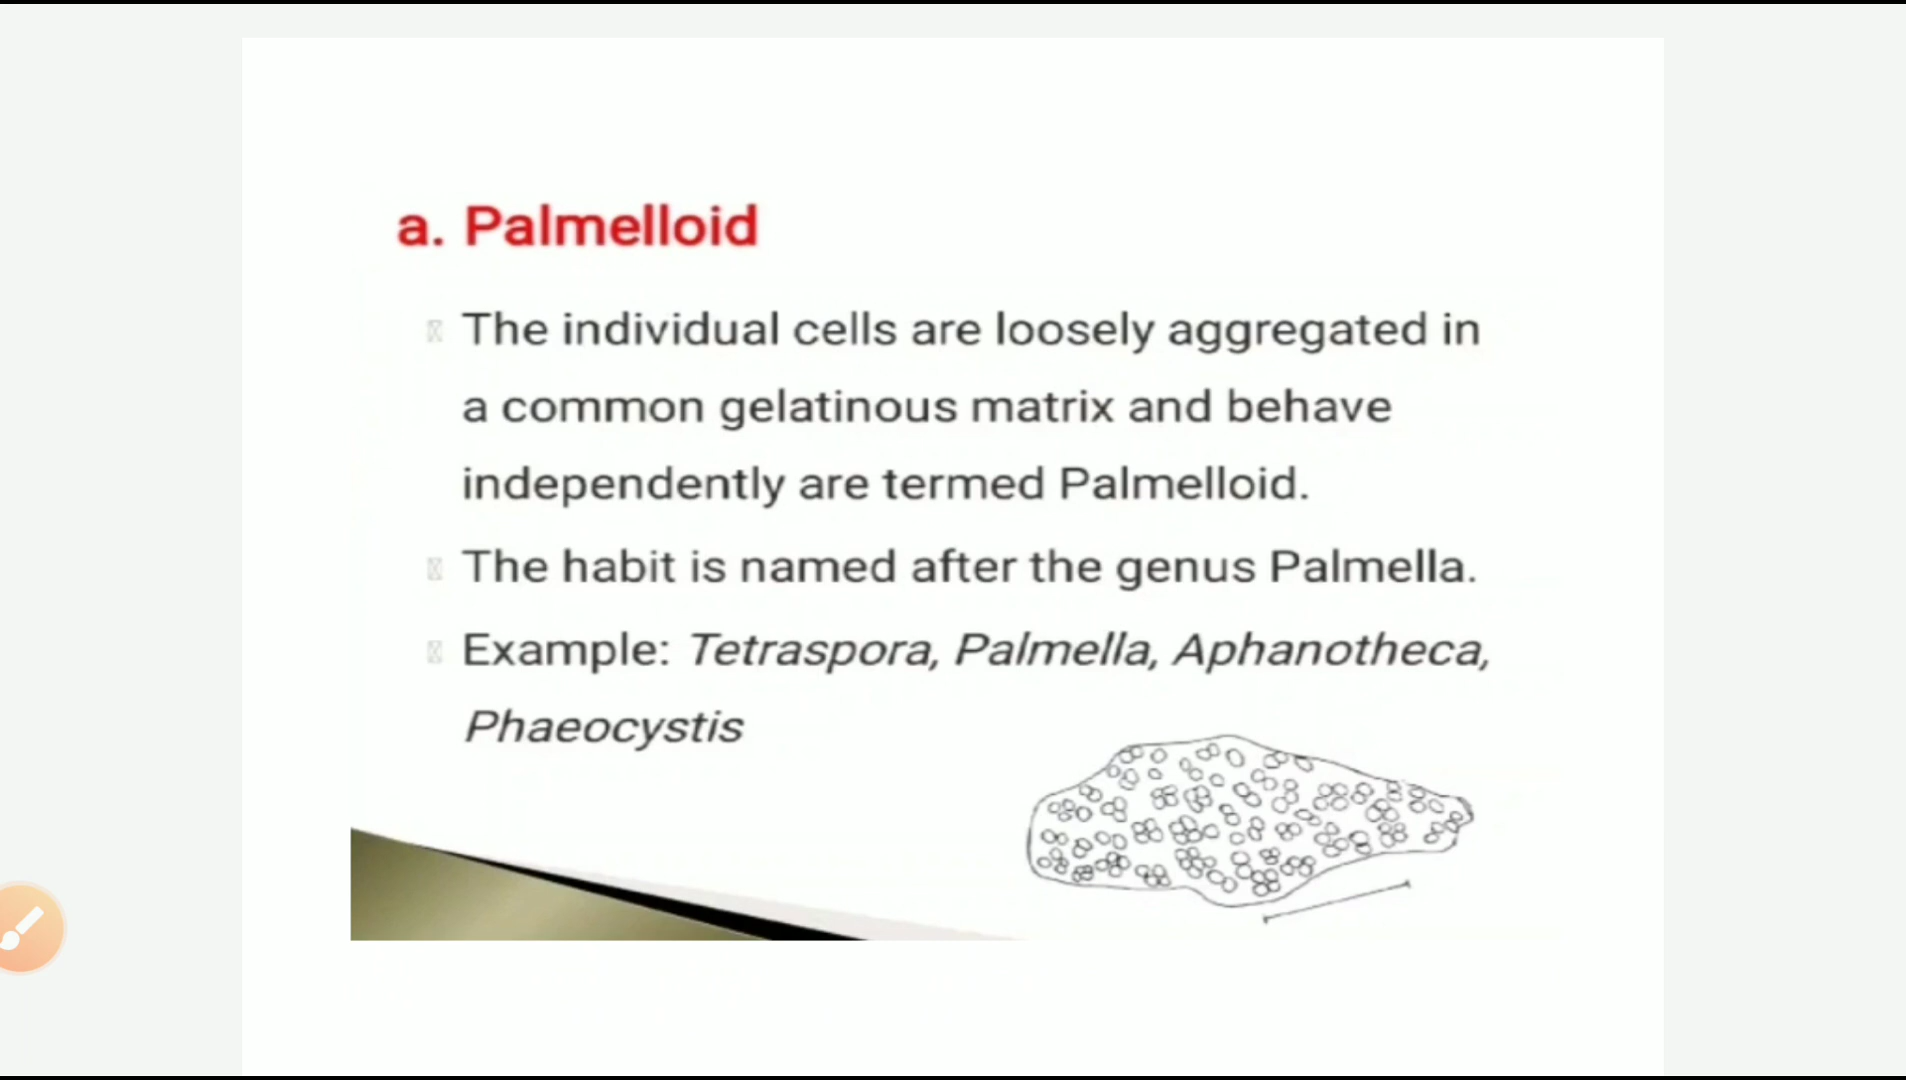 a. Palmelloid
The individual cells are loosely aggregated in
a common gelatinous matrix and behave
independently are termed Palmelloid.
The habit is named after the genus Palmella.
Example: Tetraspora, Palmella, Aphanotheca,
Phaeocystis